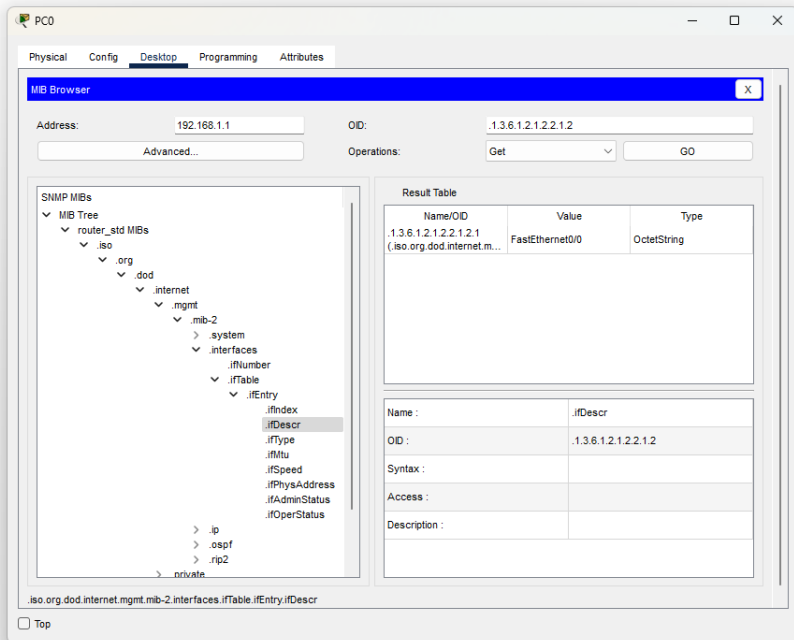 PC0
Physical Config Desktop Programming Attributes
MIB Browser
X
Address: 192.168.1.1 OID: .1.3.6.1.2.1.2.2.1.2
Advanced... Operations: Get GO
SNMP MIBs
MIB Tree
router_std MIBs
.iso
.org
.dod
.internet
.mgmt
.mib-2
.system
.interfaces
.ifNumber
.ifTable
.ifEntry
.ifIndex
.ifDescr
.ifType
.ifMtu
.ifSpeed
.ifPhysAddress
.ifAdminStatus
.ifOperStatus
.ip
.ospf
.rip2
.private
Result Table
Name/OID Value Type
.1.3.6.1.2.1.2.2.1.2.1
(.iso.org.dod.internet.m... FastEthernet0/0 OctetString
Name : .ifDescr
OID : .1.3.6.1.2.1.2.2.1.2
Syntax :
Access :
Description :
.iso.org.dod.internet.mgmt.mib-2.interfaces.ifTable.ifEntry.ifDescr
Top